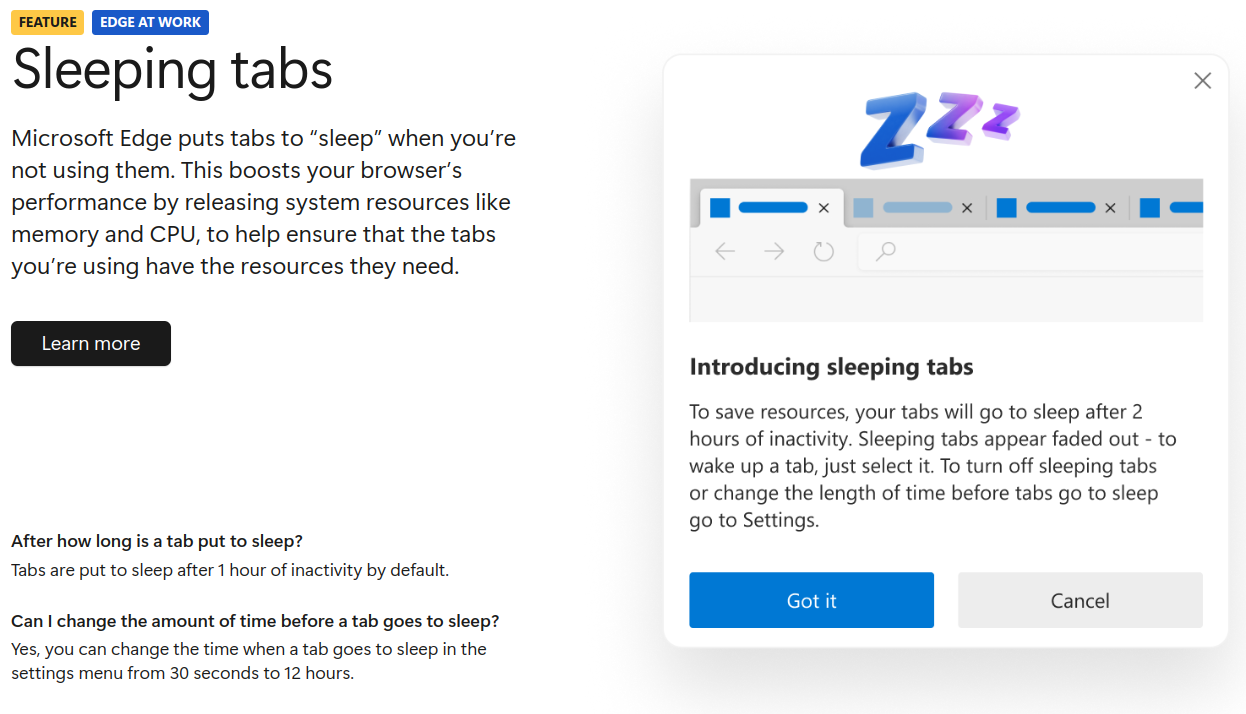 FEATURE EDGE AT WORK
Sleeping tabs
Microsoft Edge puts tabs to “sleep” when you’re
not using them. This boosts your browser’s
performance by releasing system resources like
memory and CPU, to help ensure that the tabs
you’re using have the resources they need.
Learn more
After how long is a tab put to sleep?
Tabs are put to sleep after 1 hour of inactivity by default.
Can I change the amount of time before a tab goes to sleep?
Yes, you can change the time when a tab goes to sleep in the
settings menu from 30 seconds to 12 hours.
ZZZ
Introducing sleeping tabs
To save resources, your tabs will go to sleep after 2
hours of inactivity. Sleeping tabs appear faded out - to
wake up a tab, just select it. To turn off sleeping tabs
or change the length of time before tabs go to sleep
go to Settings.
Got it
Cancel